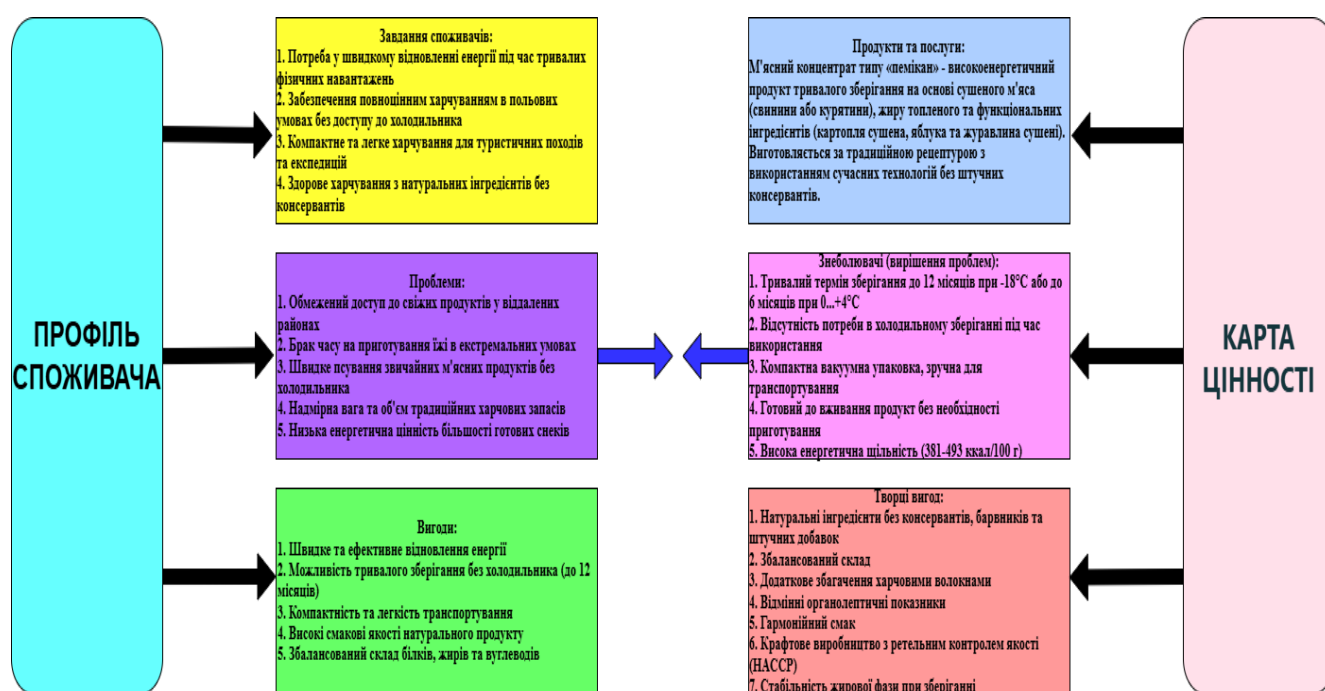 ПРОФІЛЬ
СПОЖИВАЧА
Завдання споживачів:
1. Потреба у швидкому відновленні енергії під час тривалих
фізичних навантажень
2. Забезпечення повноцінним харчуванням в польових
умовах без доступу до холодильника
3. Компактне та легке харчування для туристичних походів
та експедицій
4. Здорове харчування з натуральних інгредієнтів без
консервантів
Проблеми:
1. Обмежений доступ до свіжих продуктів у віддалених
районах
2. Брак часу на приготування їжі в екстремальних умовах
3. Швидке псування звичайних м'ясних продуктів без
холодильника
4. Надмірна вага та об'єм традиційних харчових запасів
5. Низька енергетична цінність більшості готових снеків
Вигоди:
1. Швидке та ефективне відновлення енергії
2. Можливість тривалого зберігання без холодильника (до 12
місяців)
3. Компактність та легкість транспортування
4. Високі смакові якості натурального продукту
5. Збалансований склад білків, жирів та вуглеводів
Продукти та послуги:
М'ясний концентрат типу «пемікан» - високоенергетичний
продукт тривалого зберігання на основі сушеного м'яса
(свинини або курятини), жиру топленого та функціональних
інгредієнтів (картопля сушена, яблука та журавлина сушені).
Виготовляється за традиційною рецептурою з
використанням сучасних технологій без штучних
консервантів.
Знеболювачі (вирішення проблем):
1. Тривалий термін зберігання до 12 місяців при -18°C або до
6 місяців при 0...+4°C
2. Відсутність потреби в холодильному зберіганні під час
використання
3. Компактна вакуумна упаковка, зручна для
транспортування
4. Готовий до вживання продукт без необхідності
приготування
5. Висока енергетична щільність (381-493 ккал/100 г)
Творці вигод:
1. Натуральні інгредієнти без консервантів, барвників та
штучних добавок
2. Збалансований склад
3. Додаткове збагачення харчовими волокнами
4. Відмінні органолептичні показники
5. Гармонійний смак
6. Крафтове виробництво з ретельним контролем якості
(HACCP)
7. Стабільність жирової фази при зберіганні
КАРТА
ЦІННОСТІ